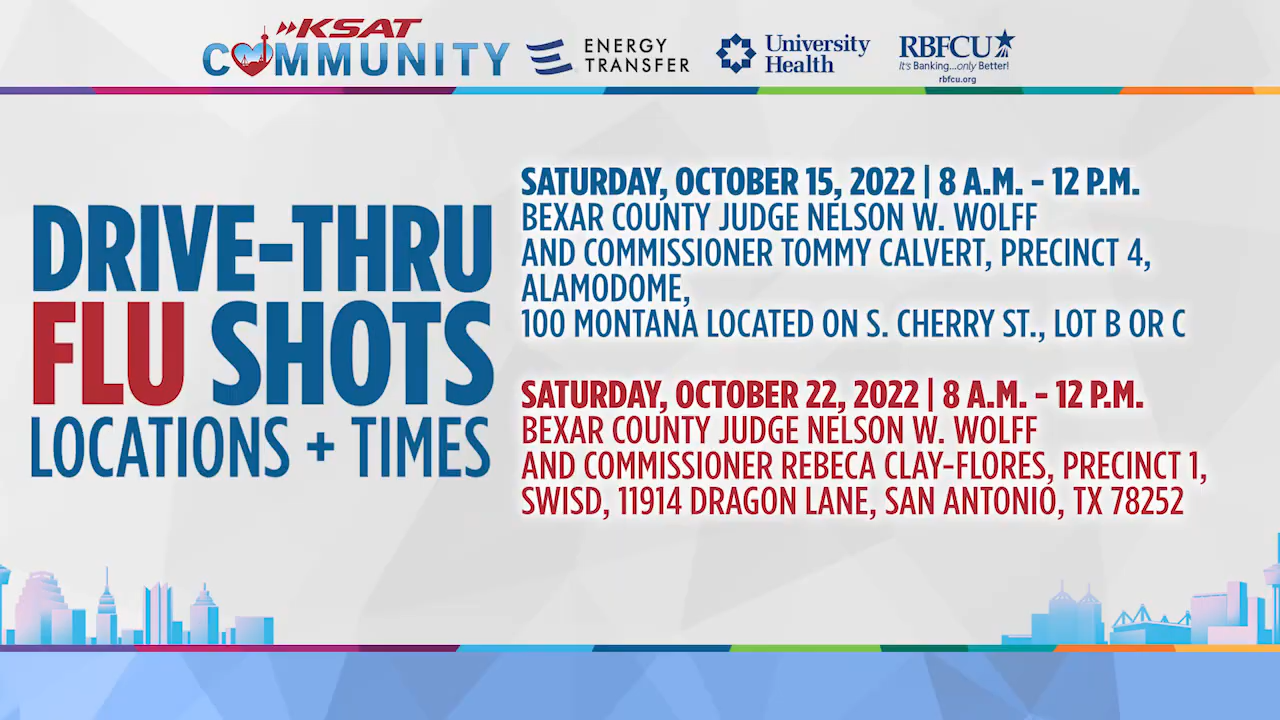 KSAT
COMMUNITY
ENERGY
TRANSFER
University
Health
RBFCU
It's Banking...only Better!
rbfcu.org
DRIVE-THRU
FLU SHOTS
LOCATIONS + TIMES
SATURDAY, OCTOBER 15, 2022 | 8 A.M. - 12 P.M.
BEXAR COUNTY JUDGE NELSON W. WOLFF
AND COMMISSIONER TOMMY CALVERT, PRECINCT 4,
ALAMODOME,
100 MONTANA LOCATED ON S. CHERRY ST., LOT B OR C
SATURDAY, OCTOBER 22, 2022 | 8 A.M. - 12 P.M.
BEXAR COUNTY JUDGE NELSON W. WOLFF
AND COMMISSIONER REBECA CLAY-FLORES, PRECINCT 1,
SWISD, 11914 DRAGON LANE, SAN ANTONIO, TX 78252